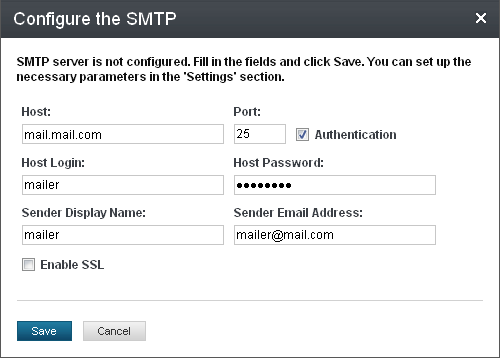 Configure the SMTP
SMTP server is not configured. Fill in the fields and click Save. You can set up the
necessary parameters in the 'Settings' section.
Host: Port:
mail.mail.com 25 Authentication
Host Login: Host Password:
mailer ●●●●●●●●
Sender Display Name: Sender Email Address:
mailer mailer@mail.com
Enable SSL
Save Cancel